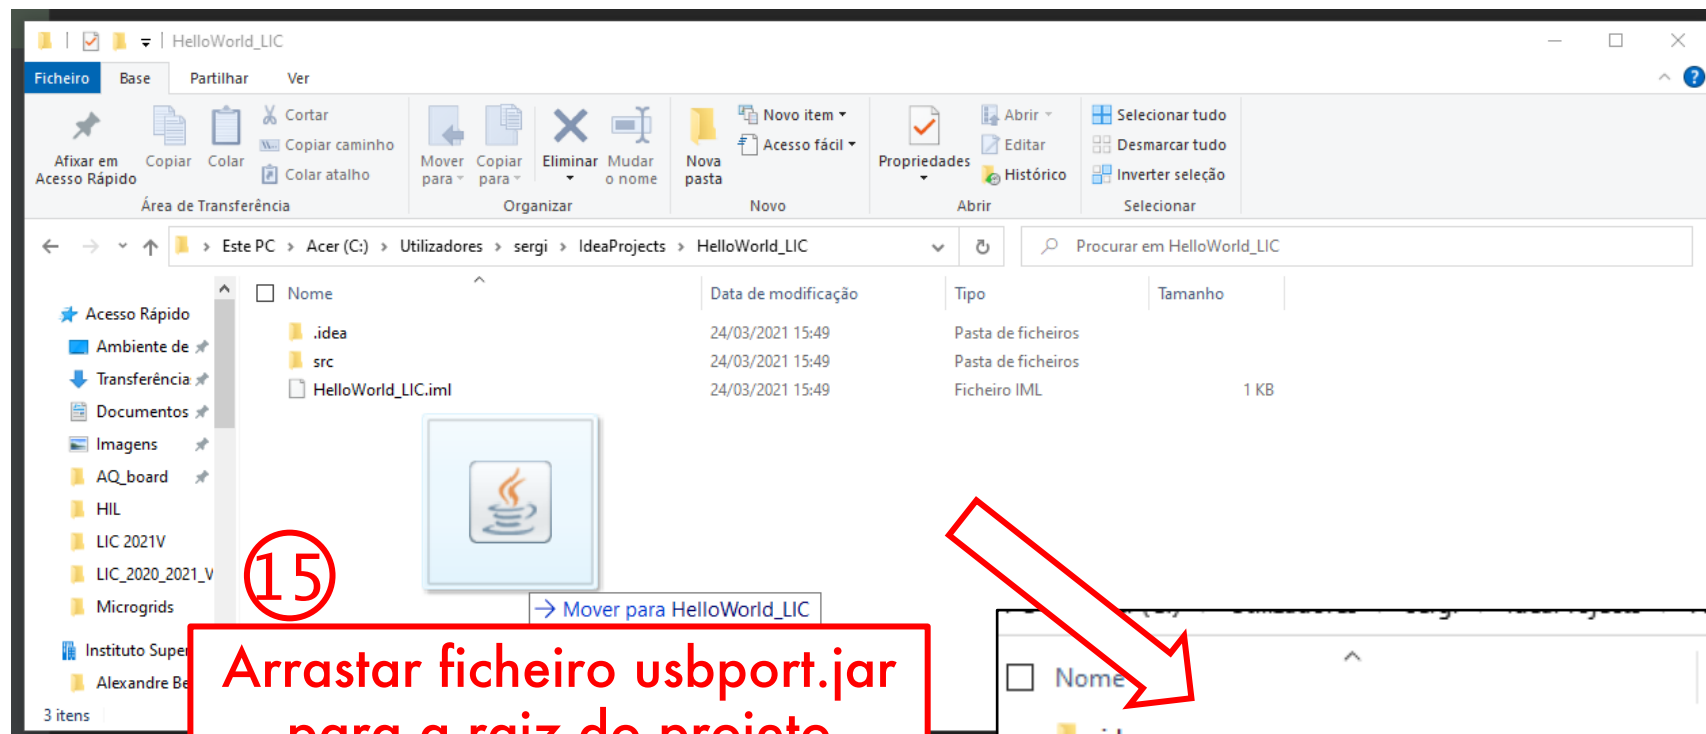 HelloWorld_LIC
Ficheiro Base Partilhar Ver
Afixar em Acesso Rápido
Copiar
Colar
Cortar
Copiar caminho
Colar atalho
Área de Transferência
Mover para
Copiar para
Eliminar
Mudar o nome
Organizar
Nova pasta
Novo item
Acesso fácil
Novo
Propriedades
Abrir
Editar
Histórico
Abrir
Selecionar tudo
Desmarcar tudo
Inverter seleção
Selecionar
Este PC > Acer (C:) > Utilizadores > sergi > IdeaProjects > HelloWorld_LIC
Procurar em HelloWorld_LIC
Acesso Rápido
Ambiente de
Transferência
Documentos
Imagens
AQ_board
HIL
LIC 2021V
LIC_2020_2021_V
Microgrids
Instituto Super
Alexandre Be
3 itens
Nome Data de modificação Tipo Tamanho
.idea 24/03/2021 15:49 Pasta de ficheiros
src 24/03/2021 15:49 Pasta de ficheiros
HelloWorld_LIC.iml 24/03/2021 15:49 Ficheiro IML 1 KB
→ Mover para HelloWorld_LIC
15
Arrastar ficheiro usbport.jar
para a raiz do projeto
Nome